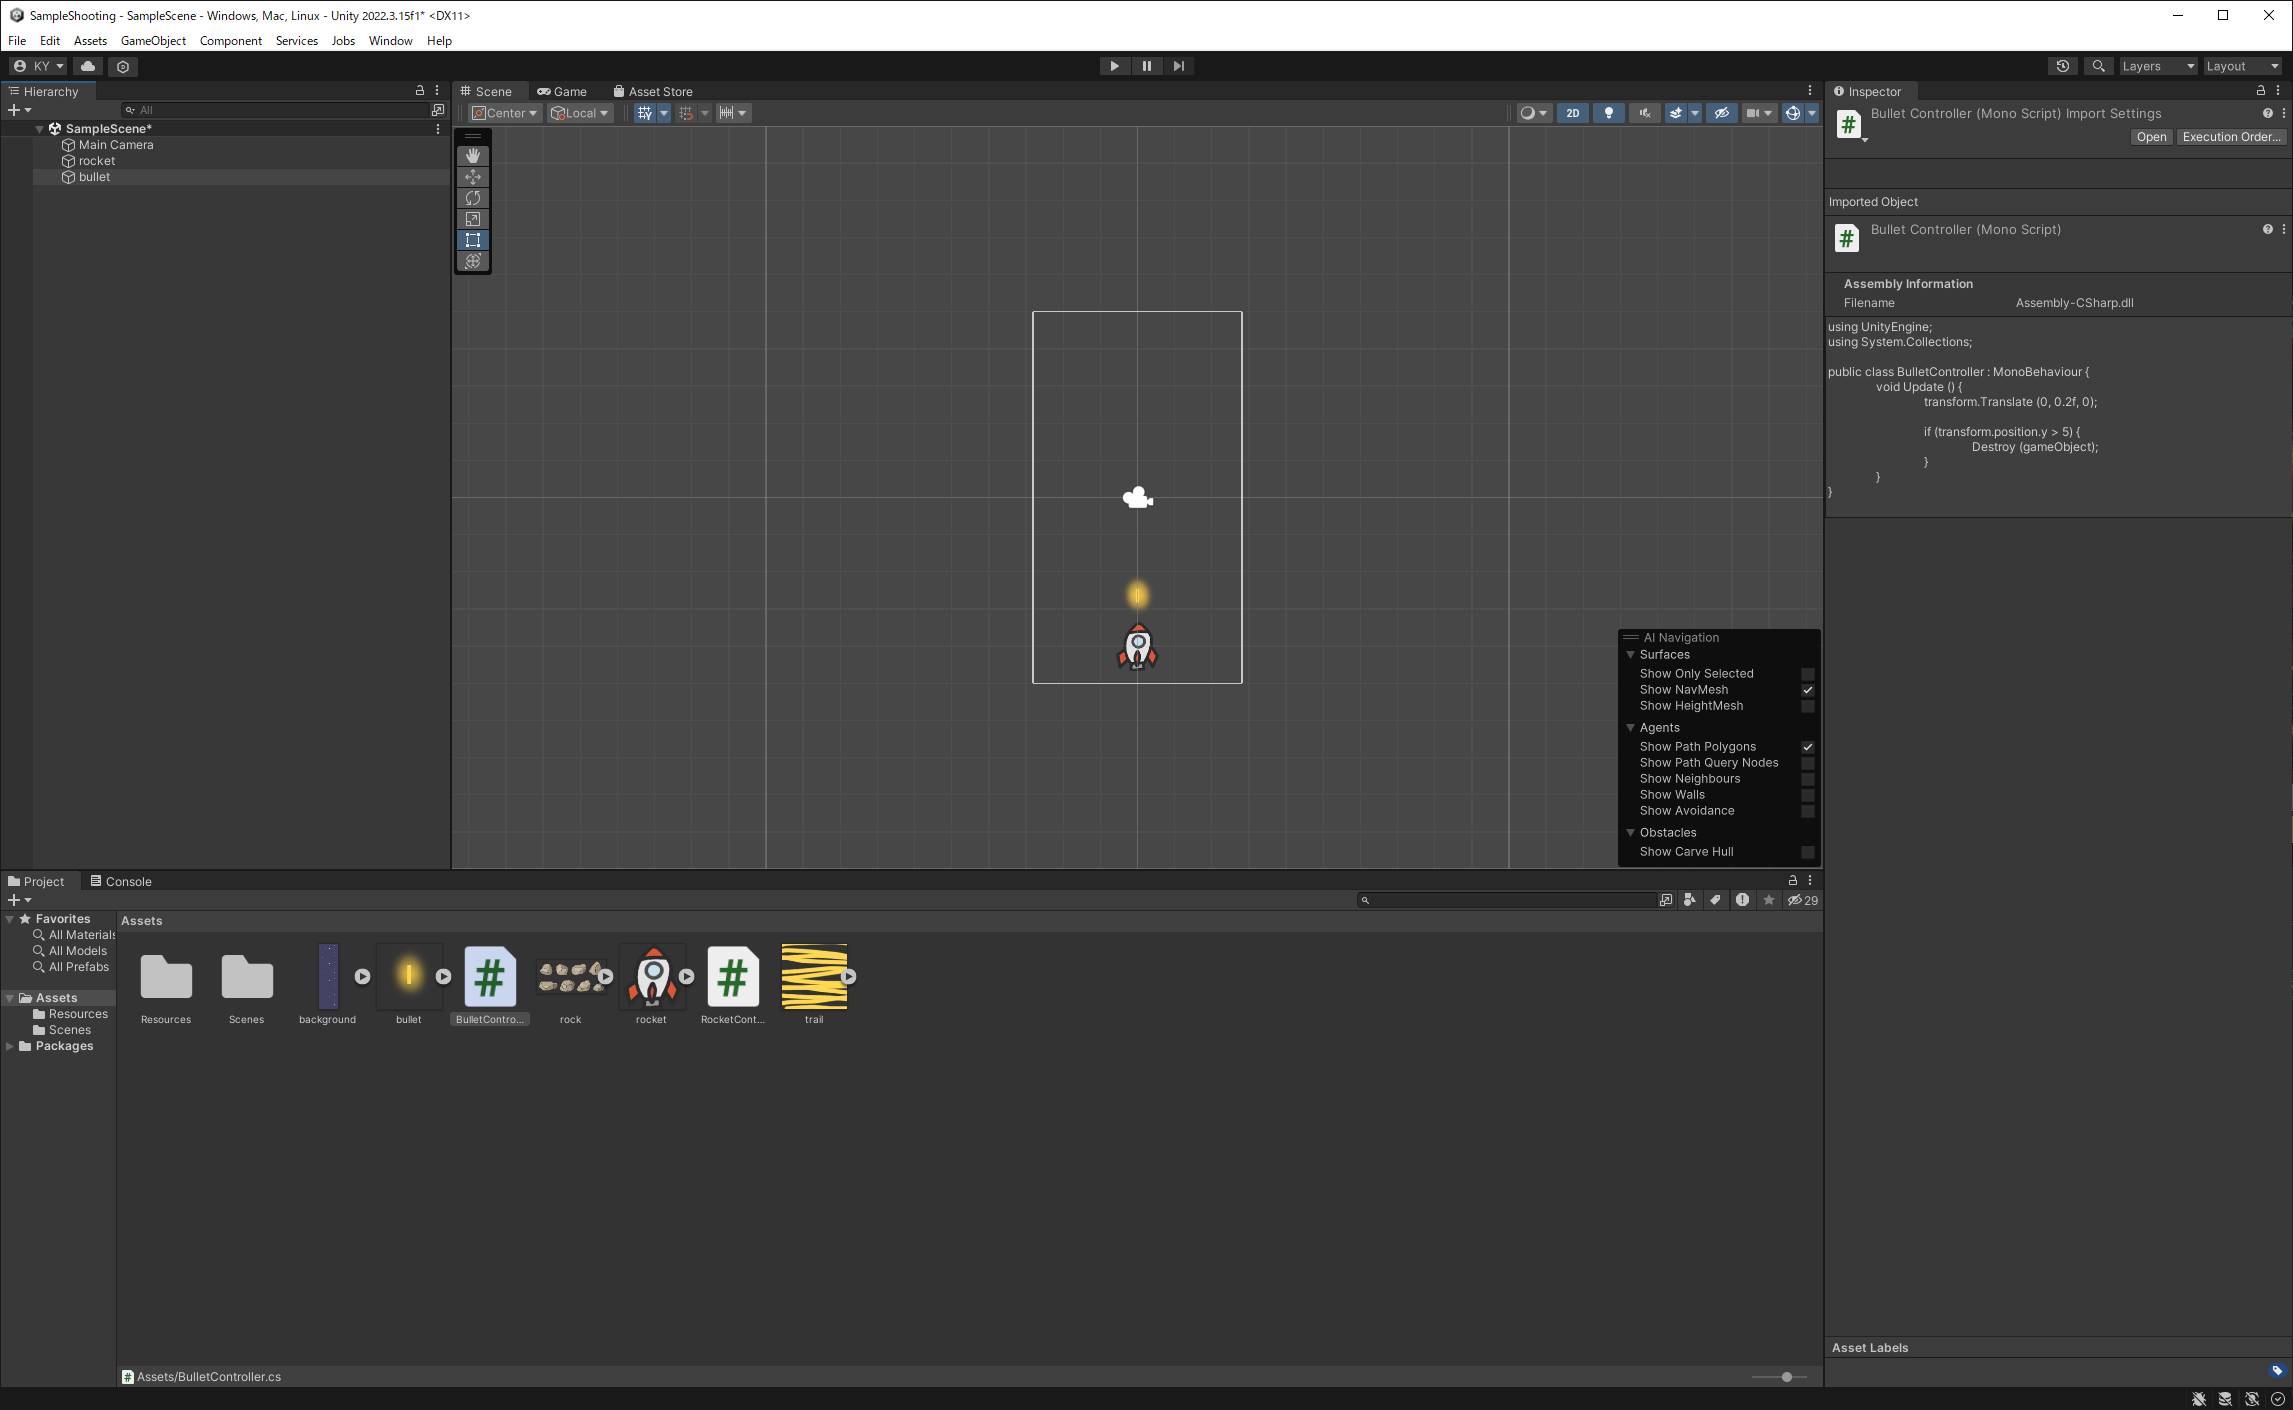 SampleShooting - SampleScene - Windows, Mac, Linux - Unity 2022.3.15f1* <DX11>
File Edit Assets GameObject Component Services Jobs Window Help
KY
Layers Layout
Hierarchy
All
SampleScene*
Main Camera
rocket
bullet
Scene Game Asset Store
Center Local 2D
AI Navigation
Surfaces
Show Only Selected
Show NavMesh
Show HeightMesh
Agents
Show Path Polygons
Show Path Query Nodes
Show Neighbours
Show Walls
Show Avoidance
Obstacles
Show Carve Hull
Inspector
Bullet Controller (Mono Script) Import Settings
Open Execution Order...
Imported Object
Bullet Controller (Mono Script)
Assembly Information
Filename Assembly-CSharp.dll
using UnityEngine;
using System.Collections;
public class BulletController : MonoBehaviour {
void Update () {
transform.Translate (0, 0.2f, 0);
if (transform.position.y > 5) {
Destroy (gameObject);
}
}
}
Asset Labels
Project Console
29
Favorites
All Materials
All Models
All Prefabs
Assets
Resources
Scenes
Packages
Assets
Resources Scenes background bullet BulletContro... rock rocket RocketCont... trail
Assets/BulletController.cs